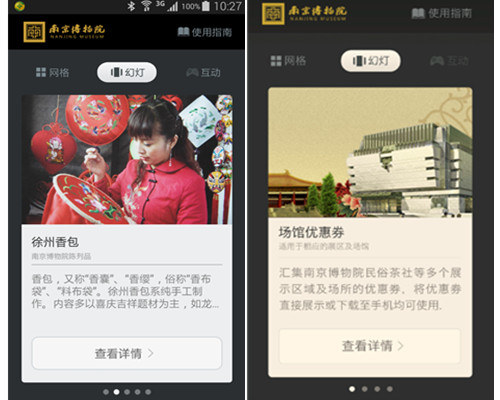 3G 100% 10:27
南京博物院
NANJING MUSEUM
使用指南
网格
幻灯
互动
徐州香包
南京博物院陈列品
香包，又称“香囊”、“香缨”，俗称“香布
袋”、“料布袋”。徐州香包系纯手工制
作。内容多以喜庆吉祥题材为主，如龙...
查看详情
南京博物院
NANJING MUSEUM
使用指南
网格
幻灯
互动
场馆优惠券
适用于相应的展区及场馆
汇集南京博物院民俗茶社等多个展
示区域及场所的优惠券，将优惠券
直接展示或下载至手机均可使用.
查看详情